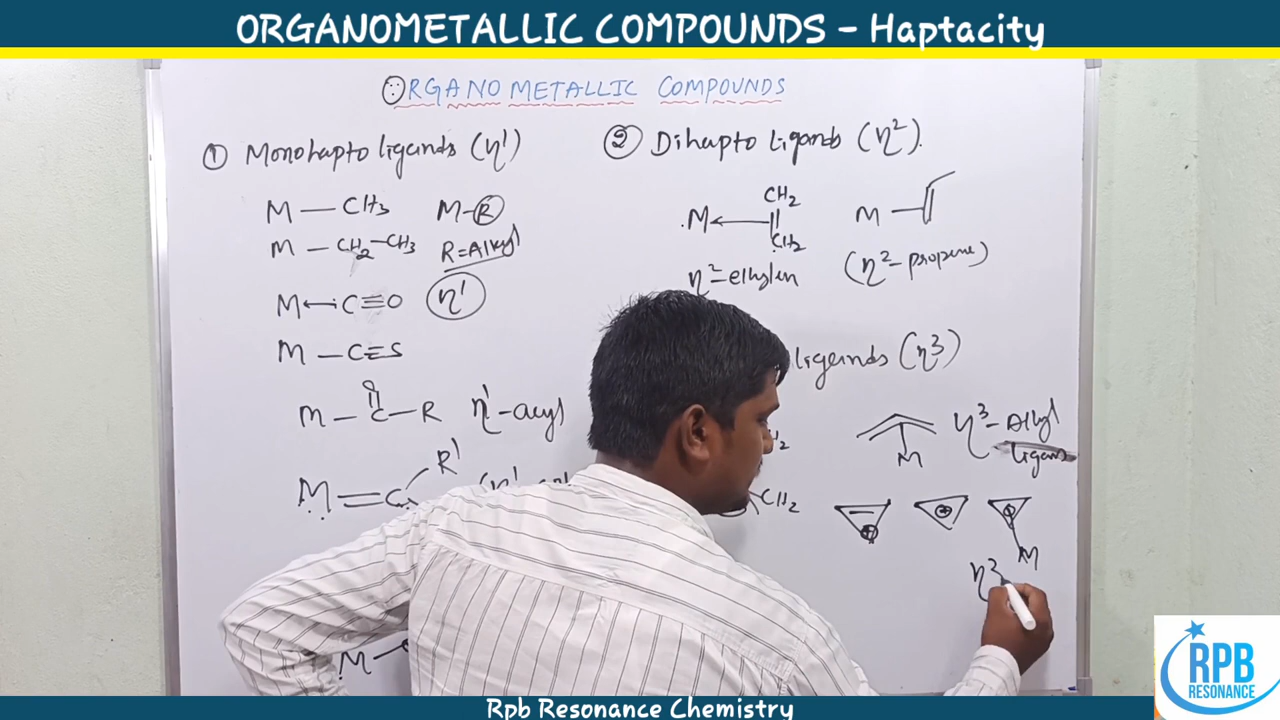 ORGANOMETALLIC COMPOUNDS – Haptacity
ORGANO METALLIC COMPOUNDS
① Monohapto ligands (η¹)
M — CH₃ M-R
M — CH₂-CH₃ R=Alkyl
M ← :C≡O η¹
M — C≡S
O
M — C — R η¹-acyl
R'
M = C (η¹-
M
② Dihapto ligands (η²).
CH₂
M ← M —
CH₂
η²-ethylen (η²-propene)
ligands (η³)
η³-Allyl
M ligand
CH₂
⊕ ⊕
M
η³
RPB
RESONANCE
Rpb Resonance Chemistry